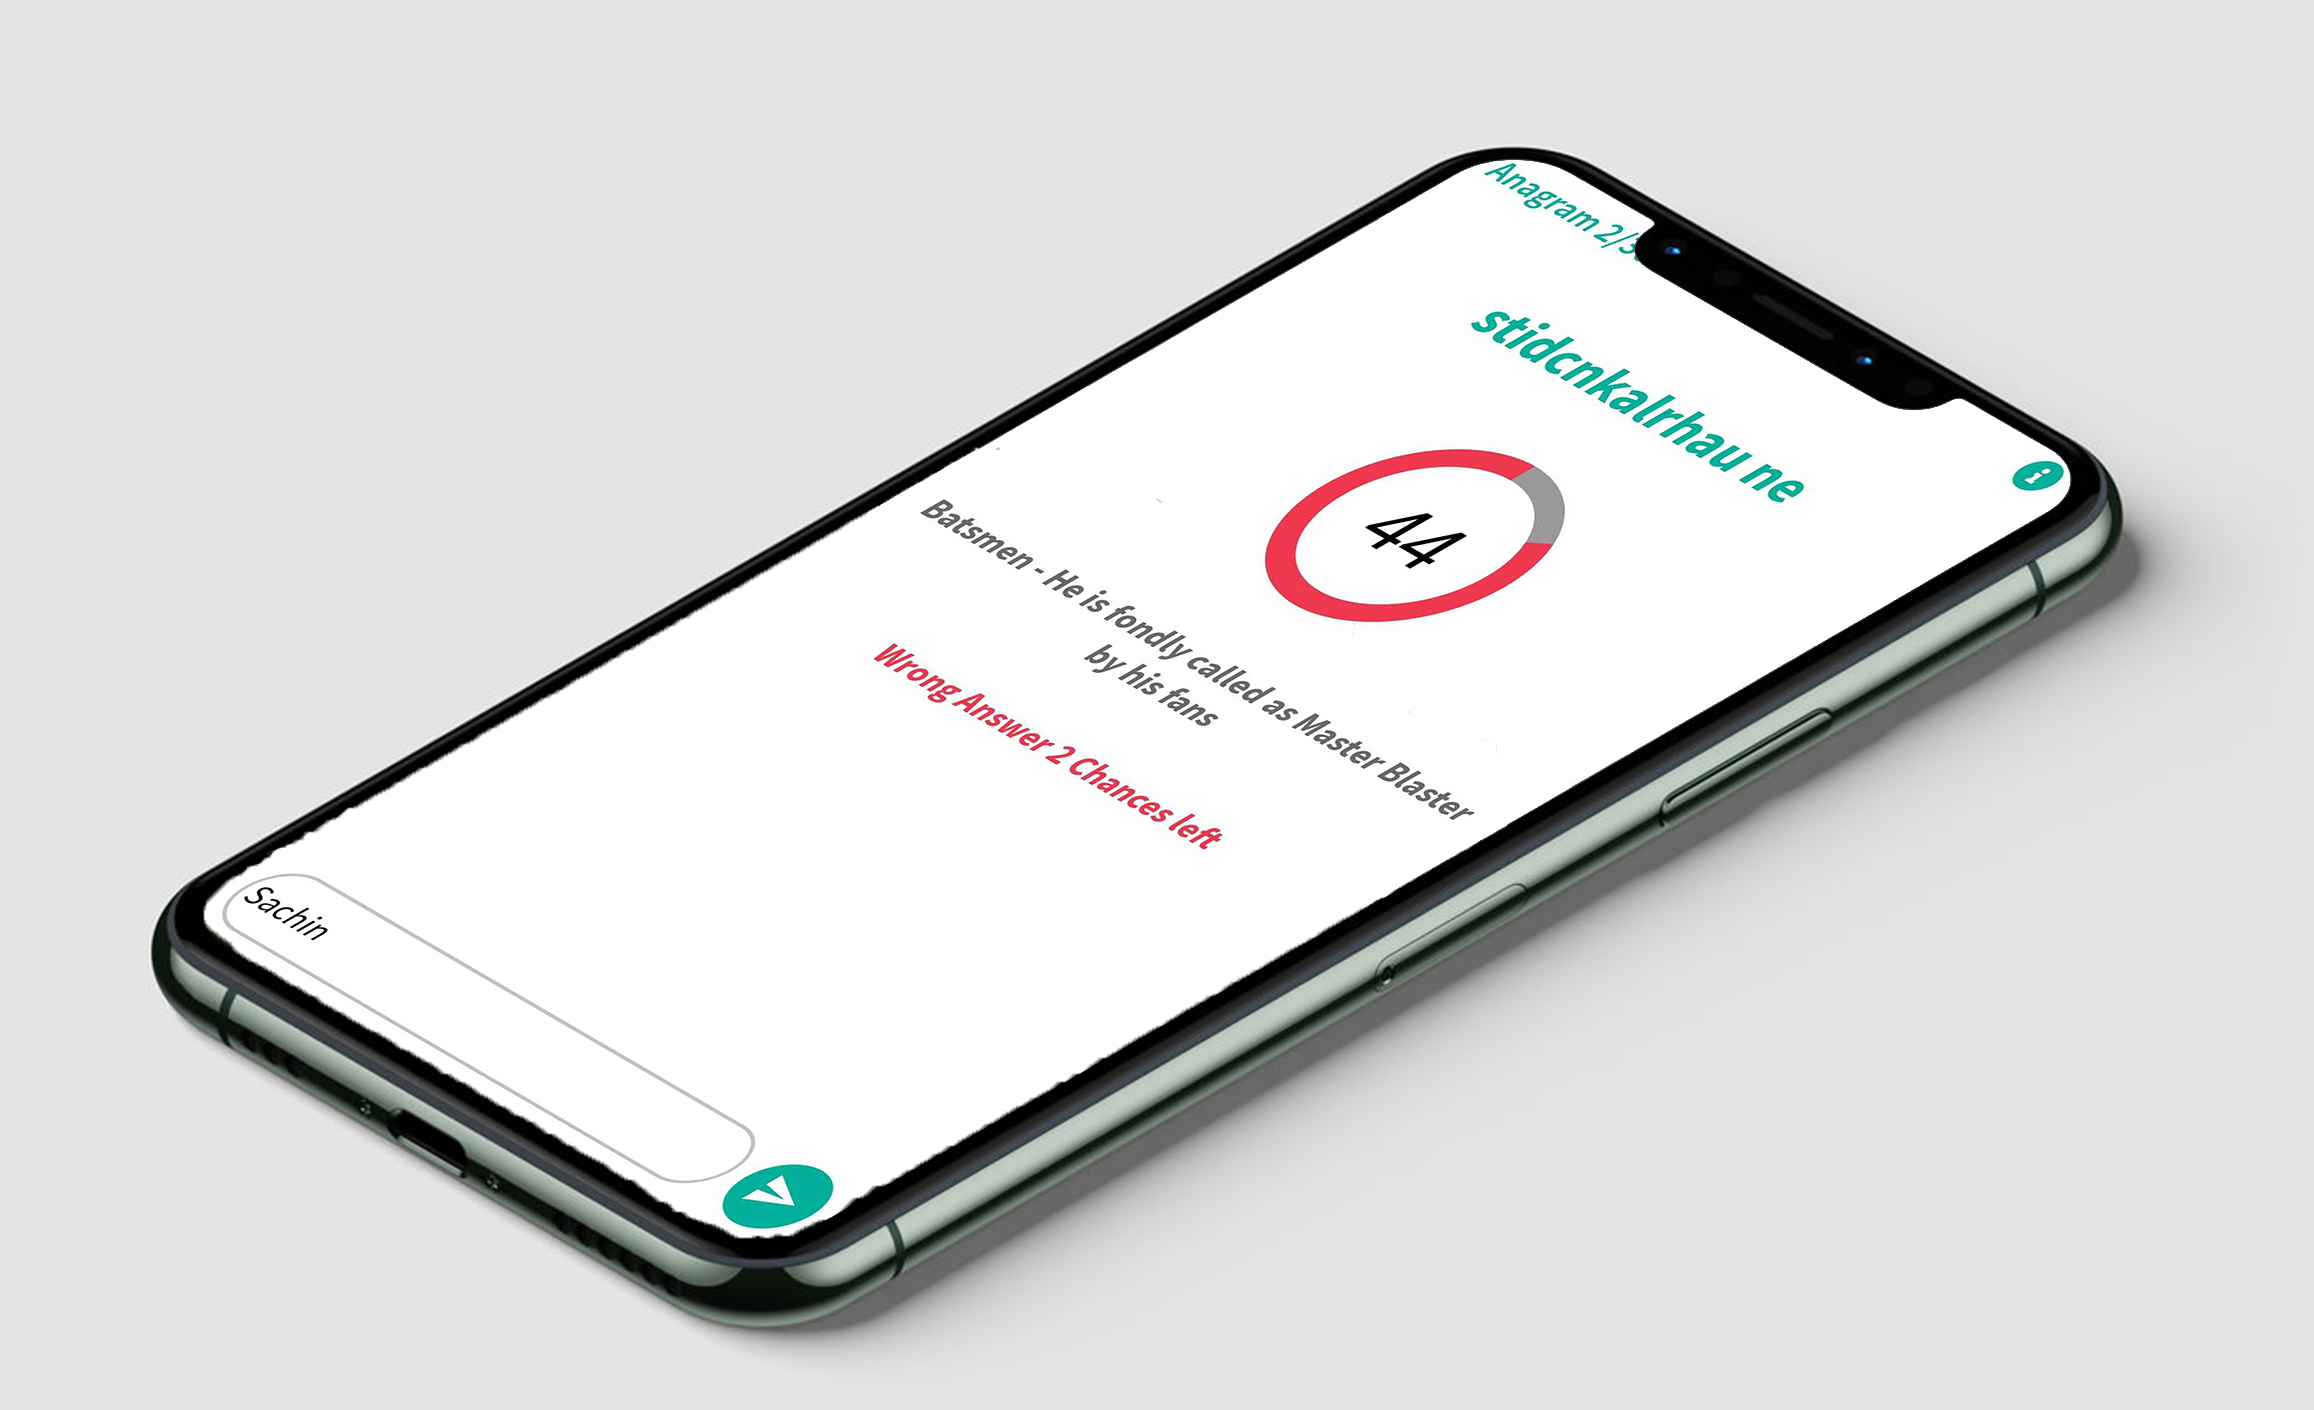 Anagram 2/3
stidcnkalrhau ne
44
Batsmen - He is fondly called as Master Blaster
by his fans
Wrong Answer 2 Chances left
Sachin